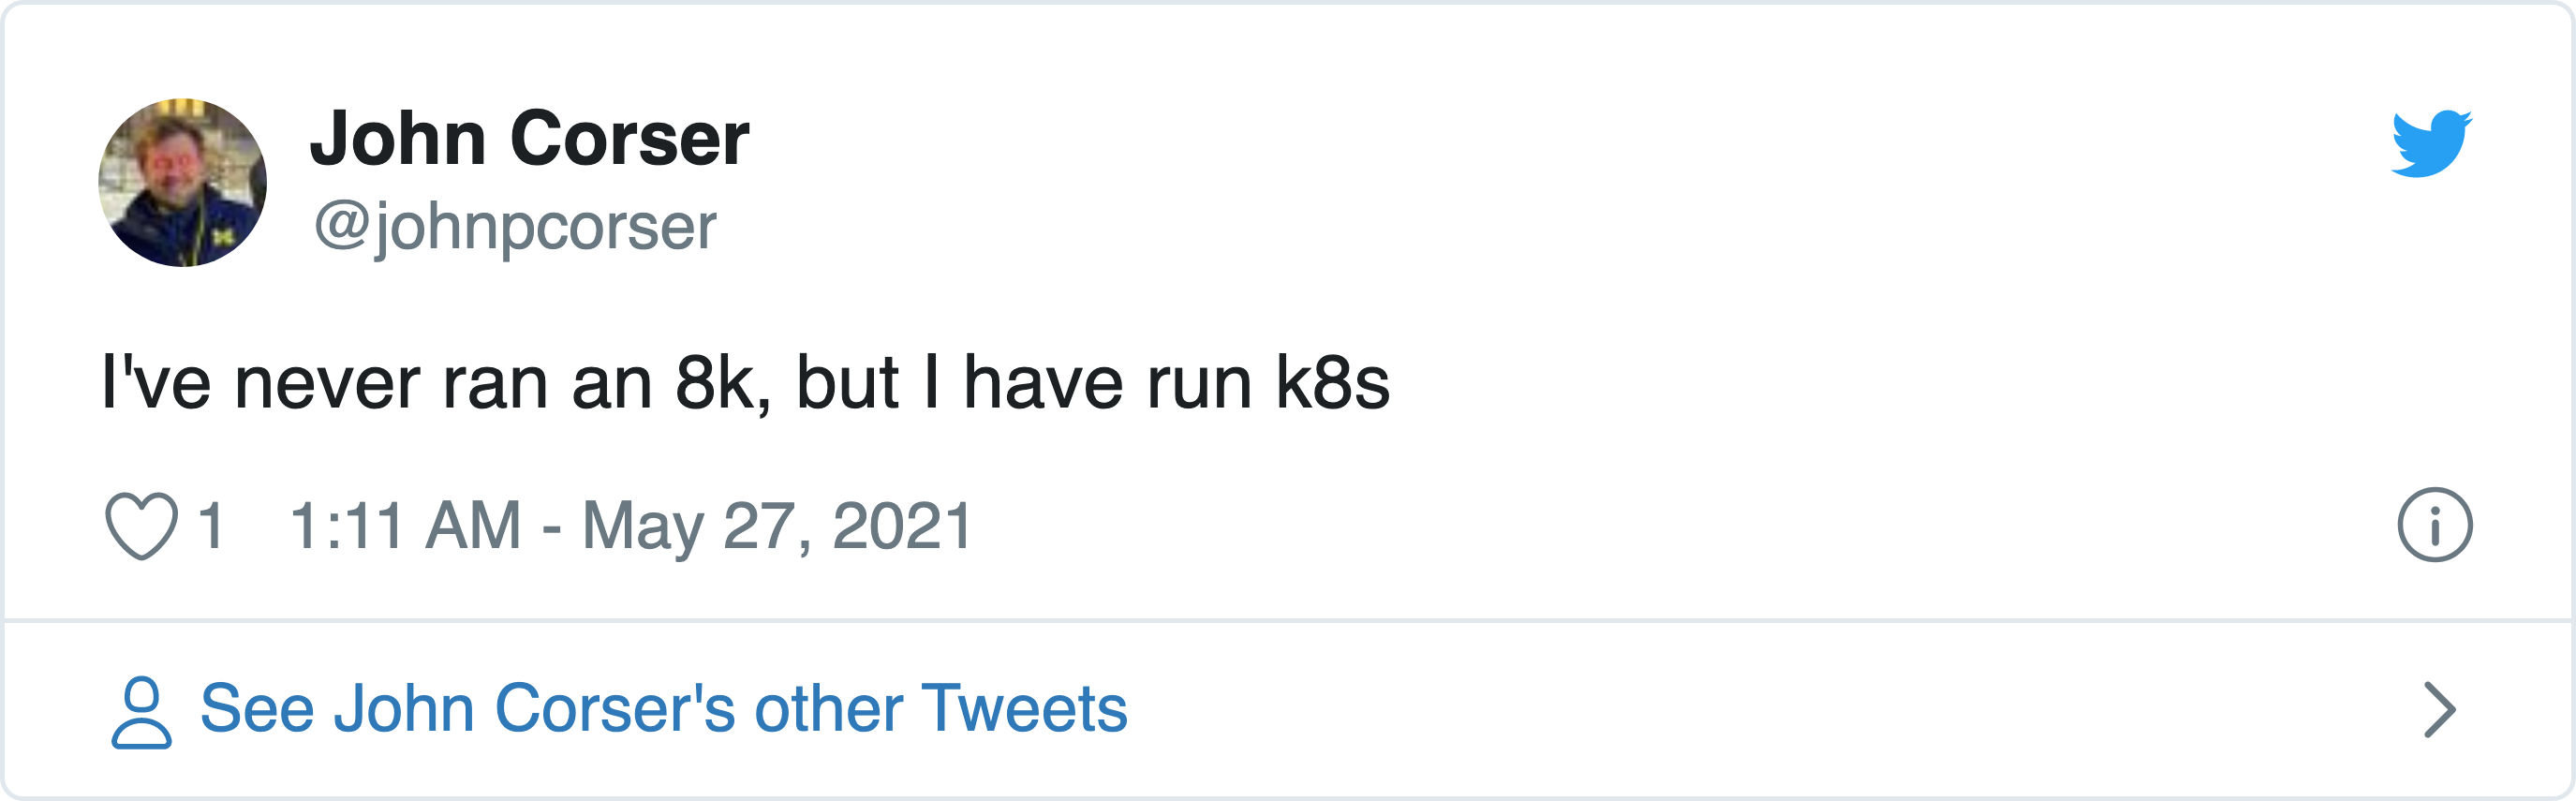 John Corser
@johnpcorser
I've never ran an 8k, but I have run k8s
1 1:11 AM - May 27, 2021
See John Corser's other Tweets